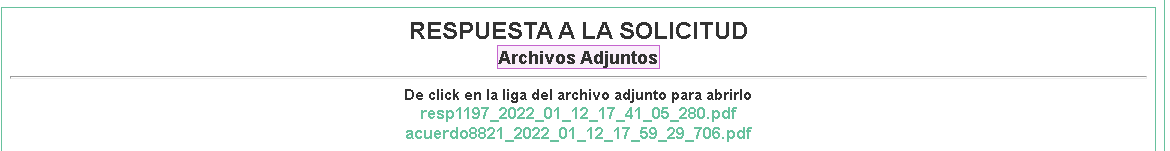 RESPUESTA A LA SOLICITUD
Archivos Adjuntos
De click en la liga del archivo adjunto para abrirlo
resp1197_2022_01_12_17_41_05_280.pdf
acuerdo8821_2022_01_12_17_59_29_706.pdf